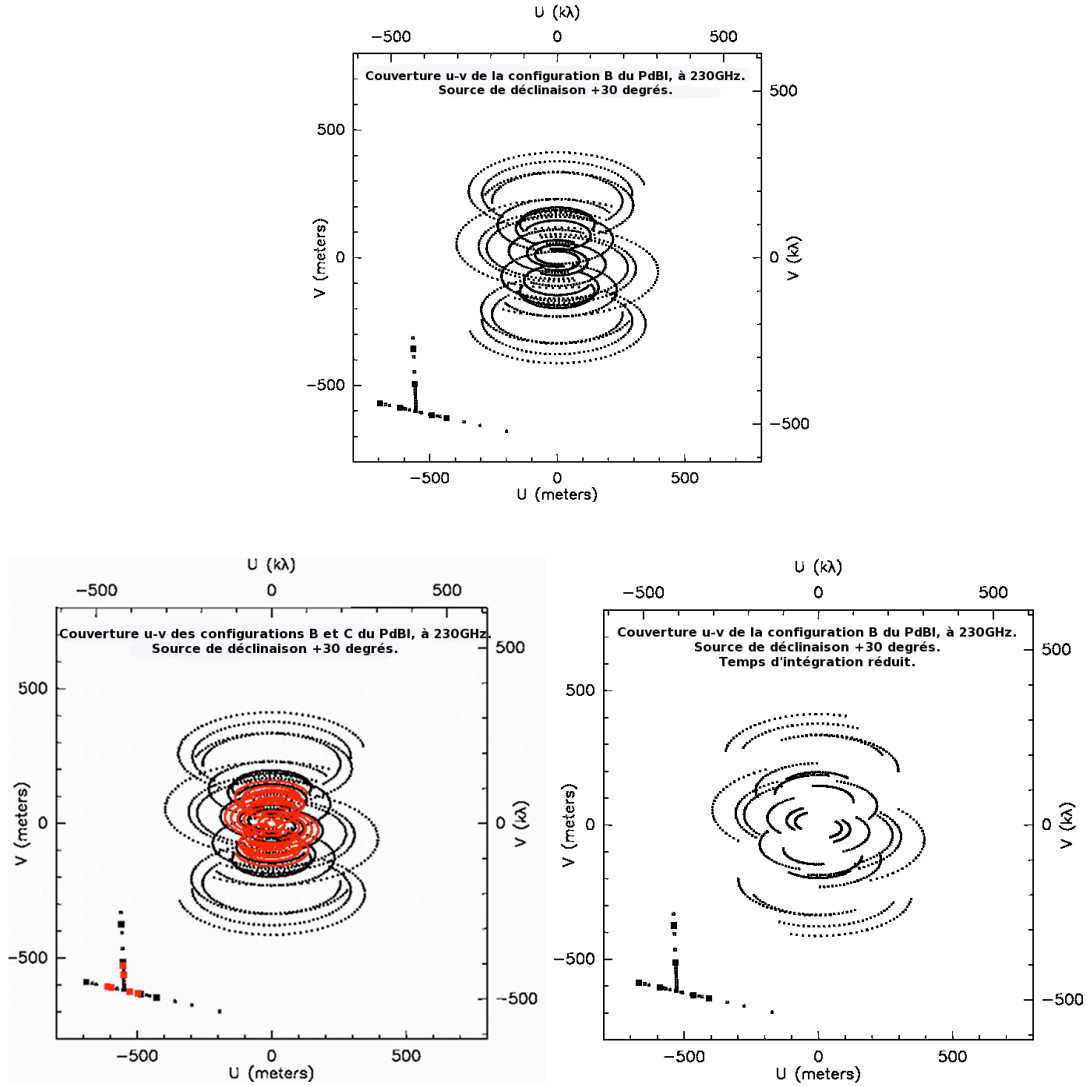 U (kλ)
−500 0 500
Couverture u-v de la configuration B du PdBI, à 230GHz.
Source de déclinaison +30 degrés.
500
0
−500
V (meters)
500
0
−500
V (kλ)
−500 0 500
U (meters)
U (kλ)
−500 0 500
Couverture u-v des configurations B et C du PdBI, à 230GHz.
Source de déclinaison +30 degrés.
500
0
−500
V (meters)
500
0
−500
V (kλ)
−500 0 500
U (meters)
U (kλ)
−500 0 500
Couverture u-v de la configuration B du PdBI, à 230GHz.
Source de déclinaison +30 degrés.
Temps d'intégration réduit.
500
0
−500
V (meters)
500
0
−500
V (kλ)
−500 0 500
U (meters)